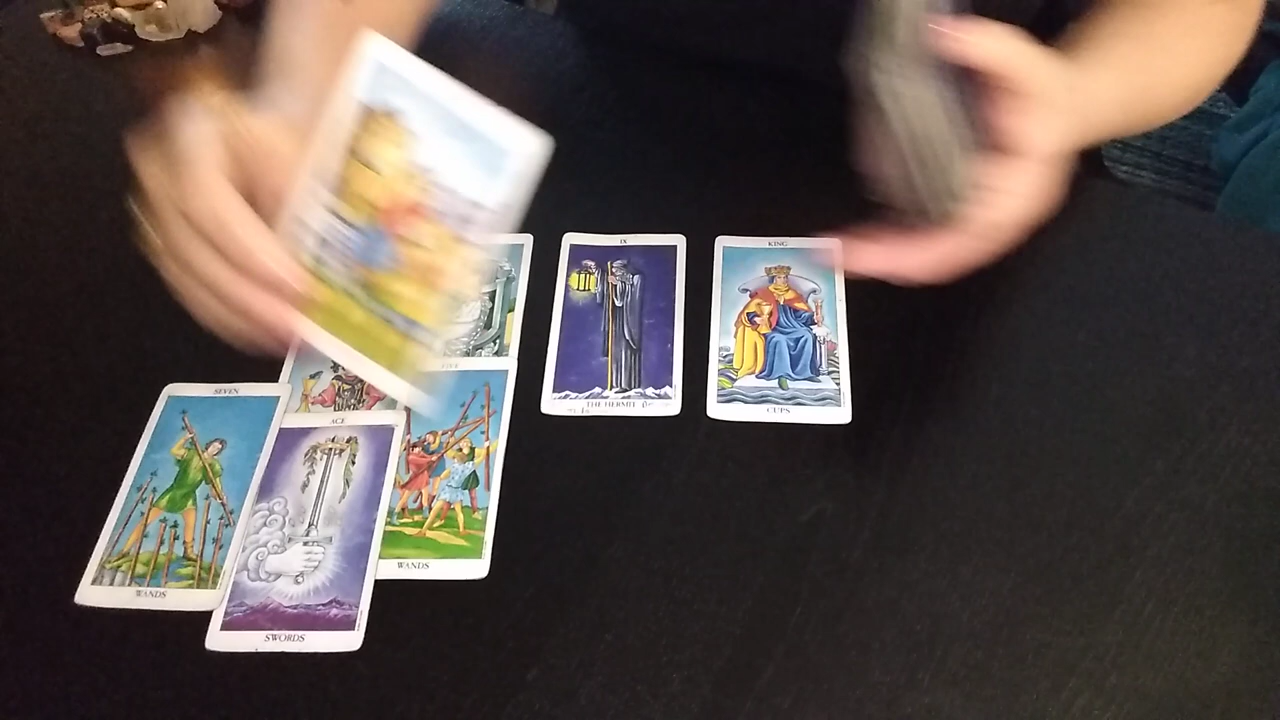 IX
KING
THE HERMIT
CUPS
FIVE
WANDS
SEVEN
WANDS
ACE
SWORDS